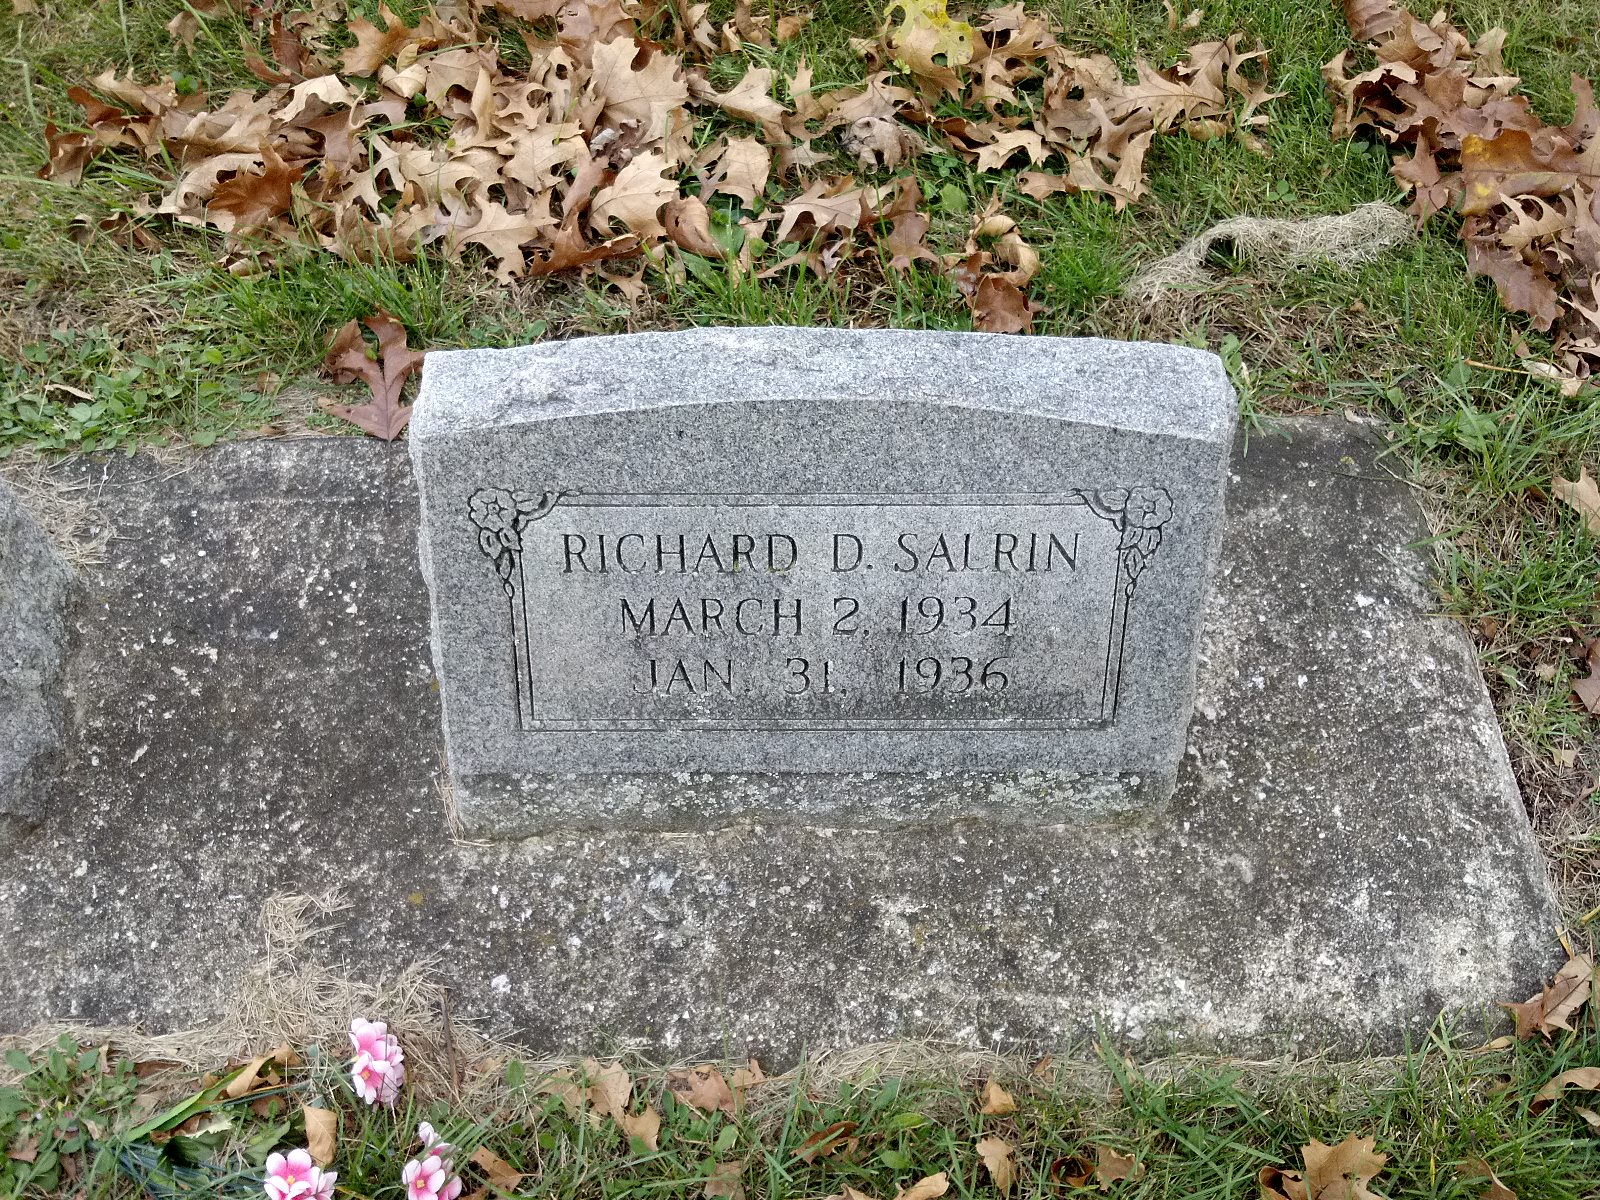 RICHARD D. SALRIN
MARCH 2, 1934
JAN. 31, 1936